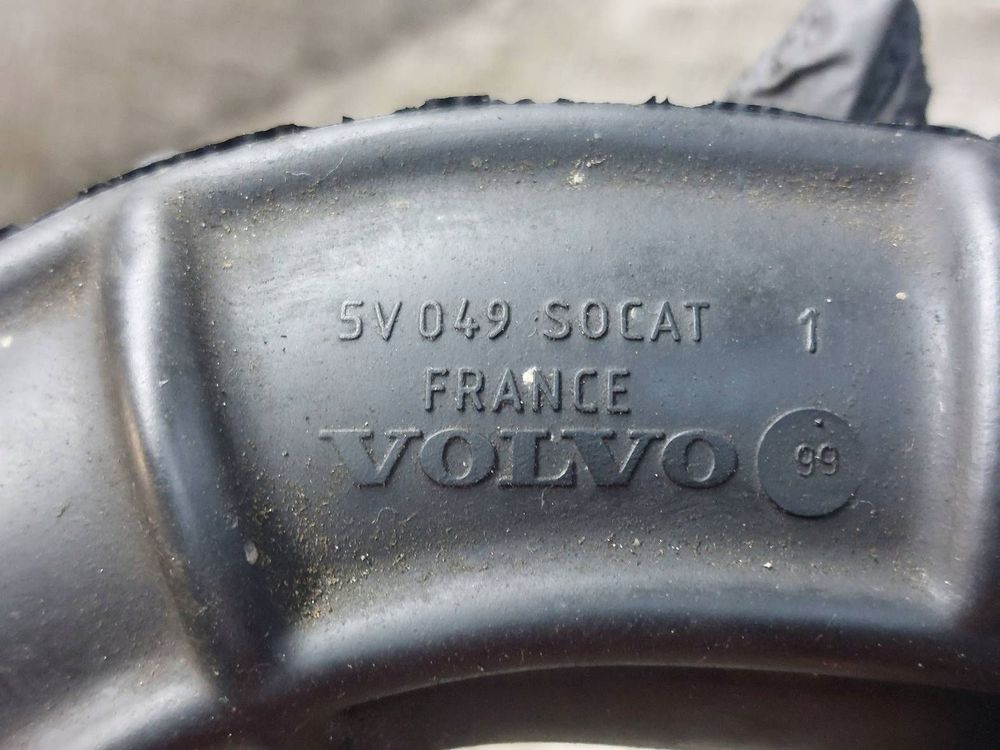 5V049 SOCAT 1
FRANCE
VOLVO
99